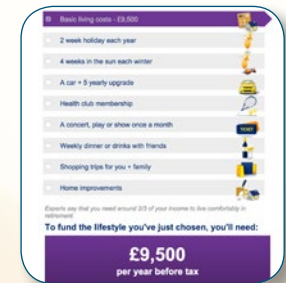 Basic living costs - £9,500
2 week holiday each year
4 weeks in the sun each winter
A car + 5 yearly upgrade
Health club membership
A concert, play or show once a month
TICKET
Weekly dinner or drinks with friends
Shopping trips for you + family
Home improvements
Experts say that you need around 2/3 of your income to live comfortably in
retirement.
To fund the lifestyle you've just chosen, you'll need:
£9,500
per year before tax